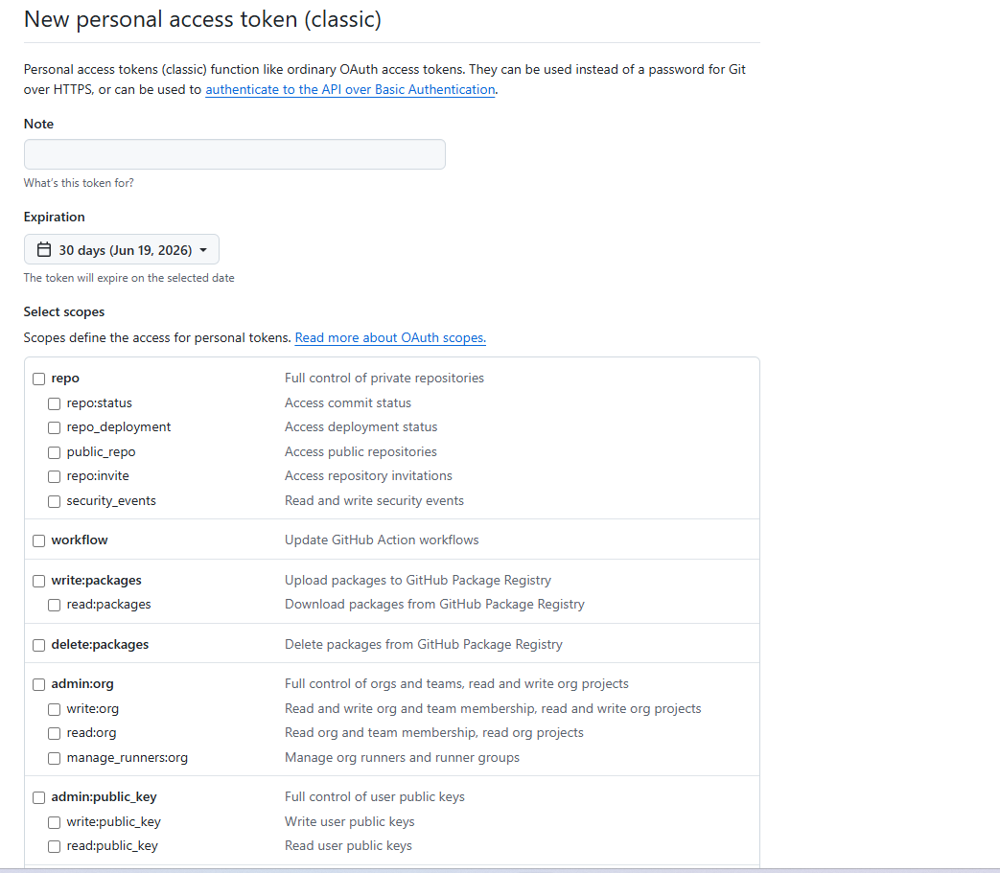 New personal access token (classic)
Personal access tokens (classic) function like ordinary OAuth access tokens. They can be used instead of a password for Git
over HTTPS, or can be used to authenticate to the API over Basic Authentication.
Note
What's this token for?
Expiration
30 days (Jun 19, 2026)
The token will expire on the selected date
Select scopes
Scopes define the access for personal tokens. Read more about OAuth scopes.
repo Full control of private repositories
repo:status Access commit status
repo_deployment Access deployment status
public_repo Access public repositories
repo:invite Access repository invitations
security_events Read and write security events
workflow Update GitHub Action workflows
write:packages Upload packages to GitHub Package Registry
read:packages Download packages from GitHub Package Registry
delete:packages Delete packages from GitHub Package Registry
admin:org Full control of orgs and teams, read and write org projects
write:org Read and write org and team membership, read and write org projects
read:org Read org and team membership, read org projects
manage_runners:org Manage org runners and runner groups
admin:public_key Full control of user public keys
write:public_key Write user public keys
read:public_key Read user public keys